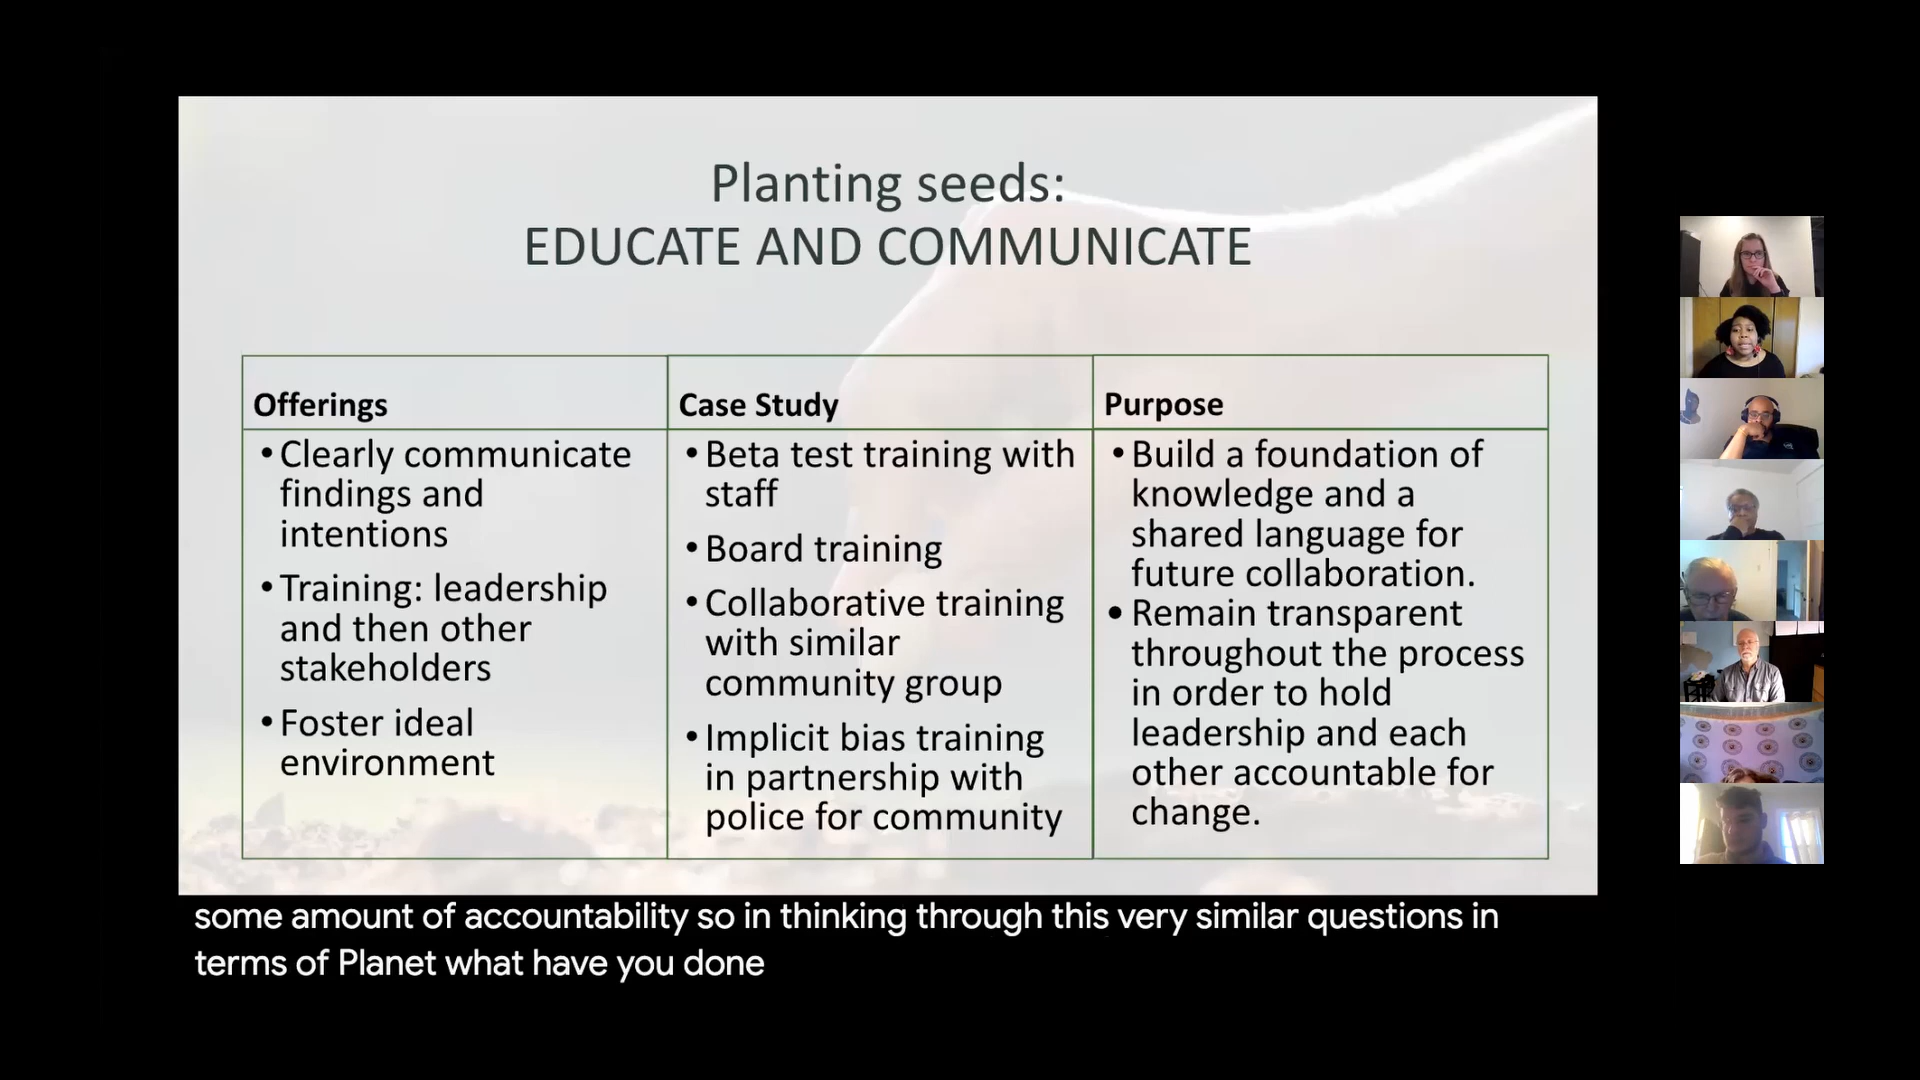 Planting seeds:
EDUCATE AND COMMUNICATE
Offerings
• Clearly communicate
findings and
intentions
• Training: leadership
and then other
stakeholders
• Foster ideal
environment
Case Study
• Beta test training with
staff
• Board training
• Collaborative training
with similar
community group
• Implicit bias training
in partnership with
police for community
Purpose
• Build a foundation of
knowledge and a
shared language for
future collaboration.
• Remain transparent
throughout the process
in order to hold
leadership and each
other accountable for
change.
some amount of accountability so in thinking through this very similar questions in
terms of Planet what have you done